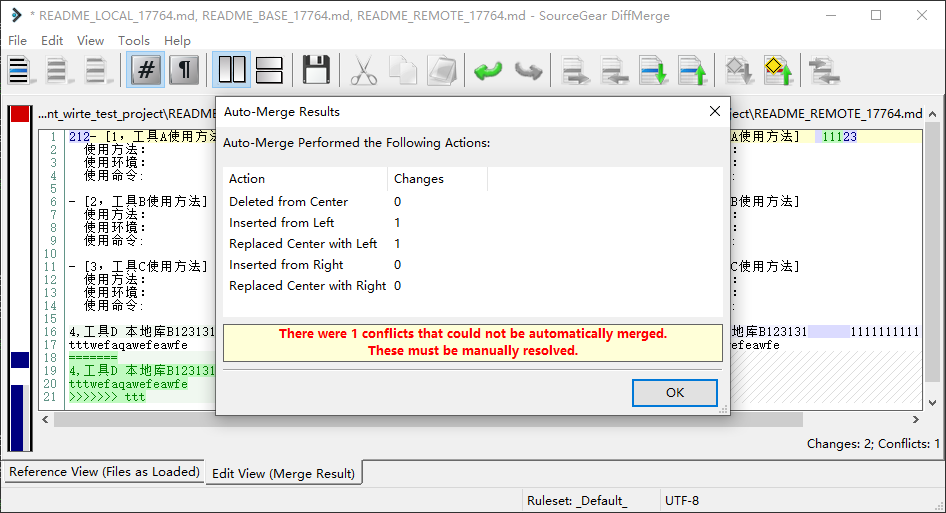 * README_LOCAL_17764.md, README_BASE_17764.md, README_REMOTE_17764.md - SourceGear DiffMerge
File Edit View Tools Help
# ¶
...nt_wirte_test_project\README
ject\README_REMOTE_17764.md
Auto-Merge Results
Auto-Merge Performed the Following Actions:
Action Changes
Deleted from Center 0
Inserted from Left 1
Replaced Center with Left 1
Inserted from Right 0
Replaced Center with Right 0
There were 1 conflicts that could not be automatically merged.
These must be manually resolved.
OK
1 212- [1，工具A使用方法
2 使用方法：
3 使用环境：
4 使用命令:
5
6 - [2，工具B使用方法]
7 使用方法：
8 使用环境：
9 使用命令:
10
11 - [3，工具C使用方法]
12 使用方法：
13 使用环境：
14 使用命令:
15
16 4,工具D 本地库B123131
17 tttwefaqawefeawfe
18 =======
19 4,工具D 本地库B123131
20 tttwefaqawefeawfe
21 >>>>>>> ttt
A使用方法] 11123
B使用方法]
C使用方法]
地库B123131 1111111111
wefeawfe
Changes: 2; Conflicts: 1
Reference View (Files as Loaded) Edit View (Merge Result)
Ruleset: _Default_ UTF-8